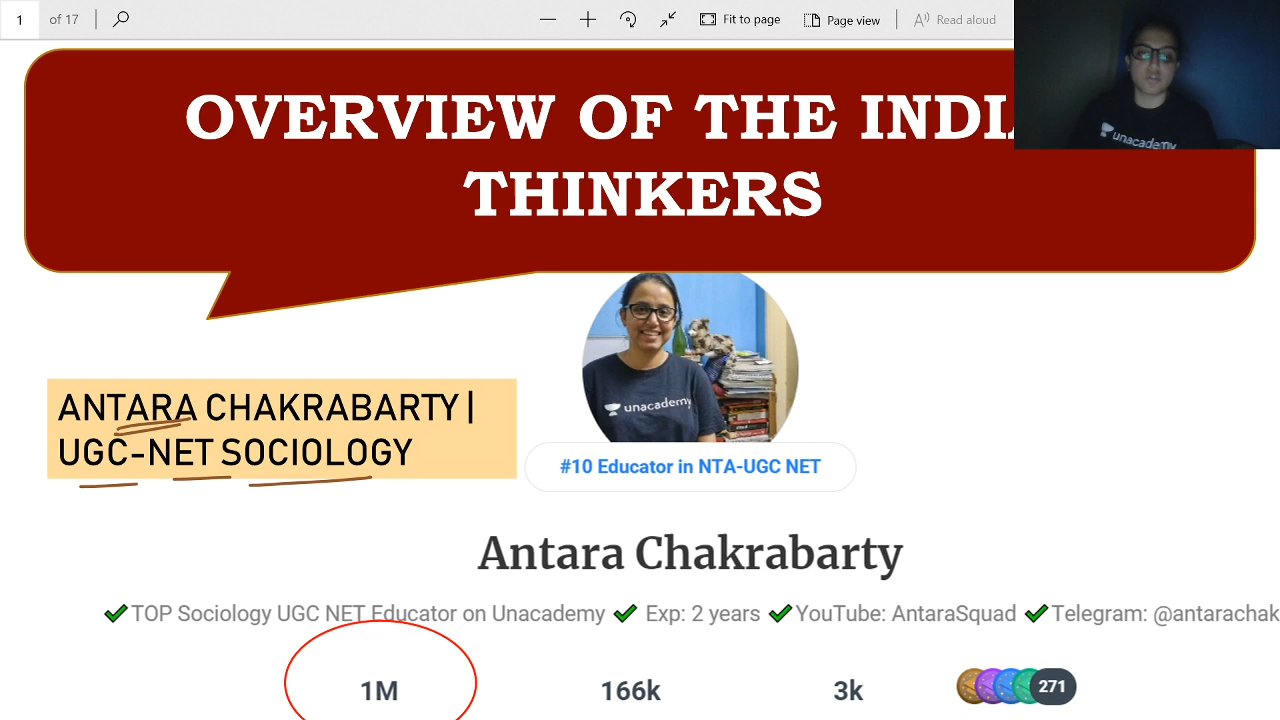 1 of 17 Fit to page Page view Read aloud
unacademy
OVERVIEW OF THE INDI
THINKERS
unacademy
ANTARA CHAKRABARTY |
UGC-NET SOCIOLOGY
#10 Educator in NTA-UGC NET
Antara Chakrabarty
TOP Sociology UGC NET Educator on Unacademy Exp: 2 years YouTube: AntaraSquad Telegram: @antarachak
1M 166k 3k 271